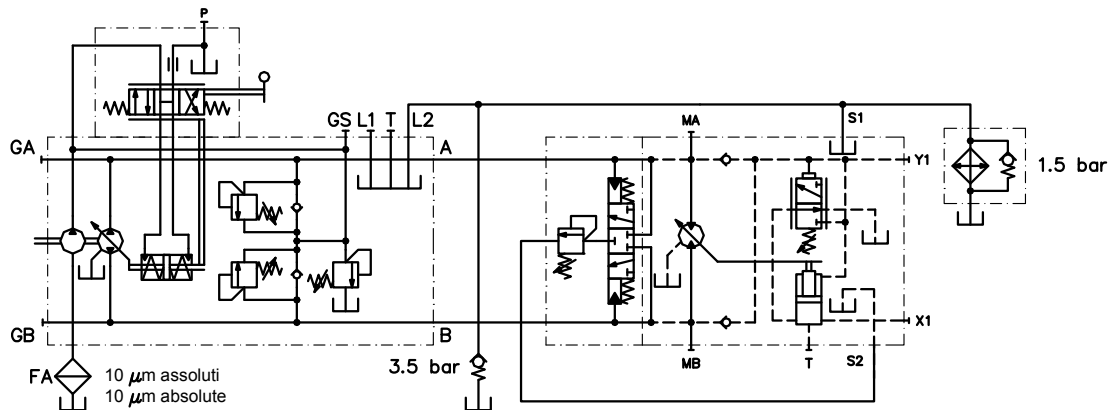 P
GS L1 T L2
GA
A
MA
S1
Y1
1.5 bar
GB
B
3.5 bar
MB
T
S2
X1
FA
10 µm assoluti
10 µm absolute